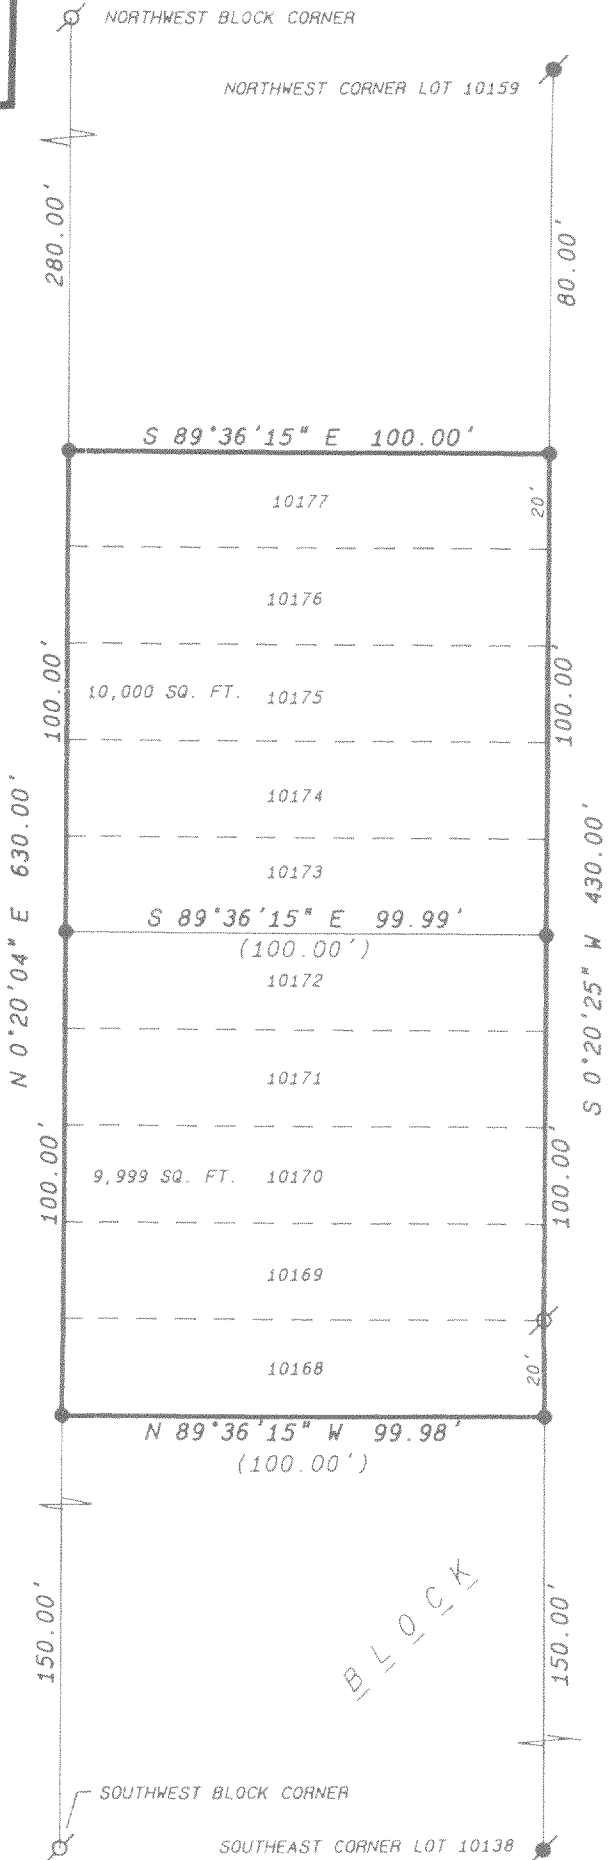 NORTHWEST BLOCK CORNER
NORTHWEST CORNER LOT 10159
280.00'
80.00'
S 89°36'15" E 100.00'
10177
20'
10176
100.00'
10,000 SQ. FT. 10175
100.00'
10174
N 0°20'04" E 630.00'
S 0°20'25" W 430.00'
10173
S 89°36'15" E 99.99'
(100.00')
10172
10171
100.00'
9,999 SQ. FT. 10170
100.00'
10169
10168
20'
N 89°36'15" W 99.98'
(100.00')
BLOCK
150.00'
150.00'
SOUTHWEST BLOCK CORNER
SOUTHEAST CORNER LOT 10138